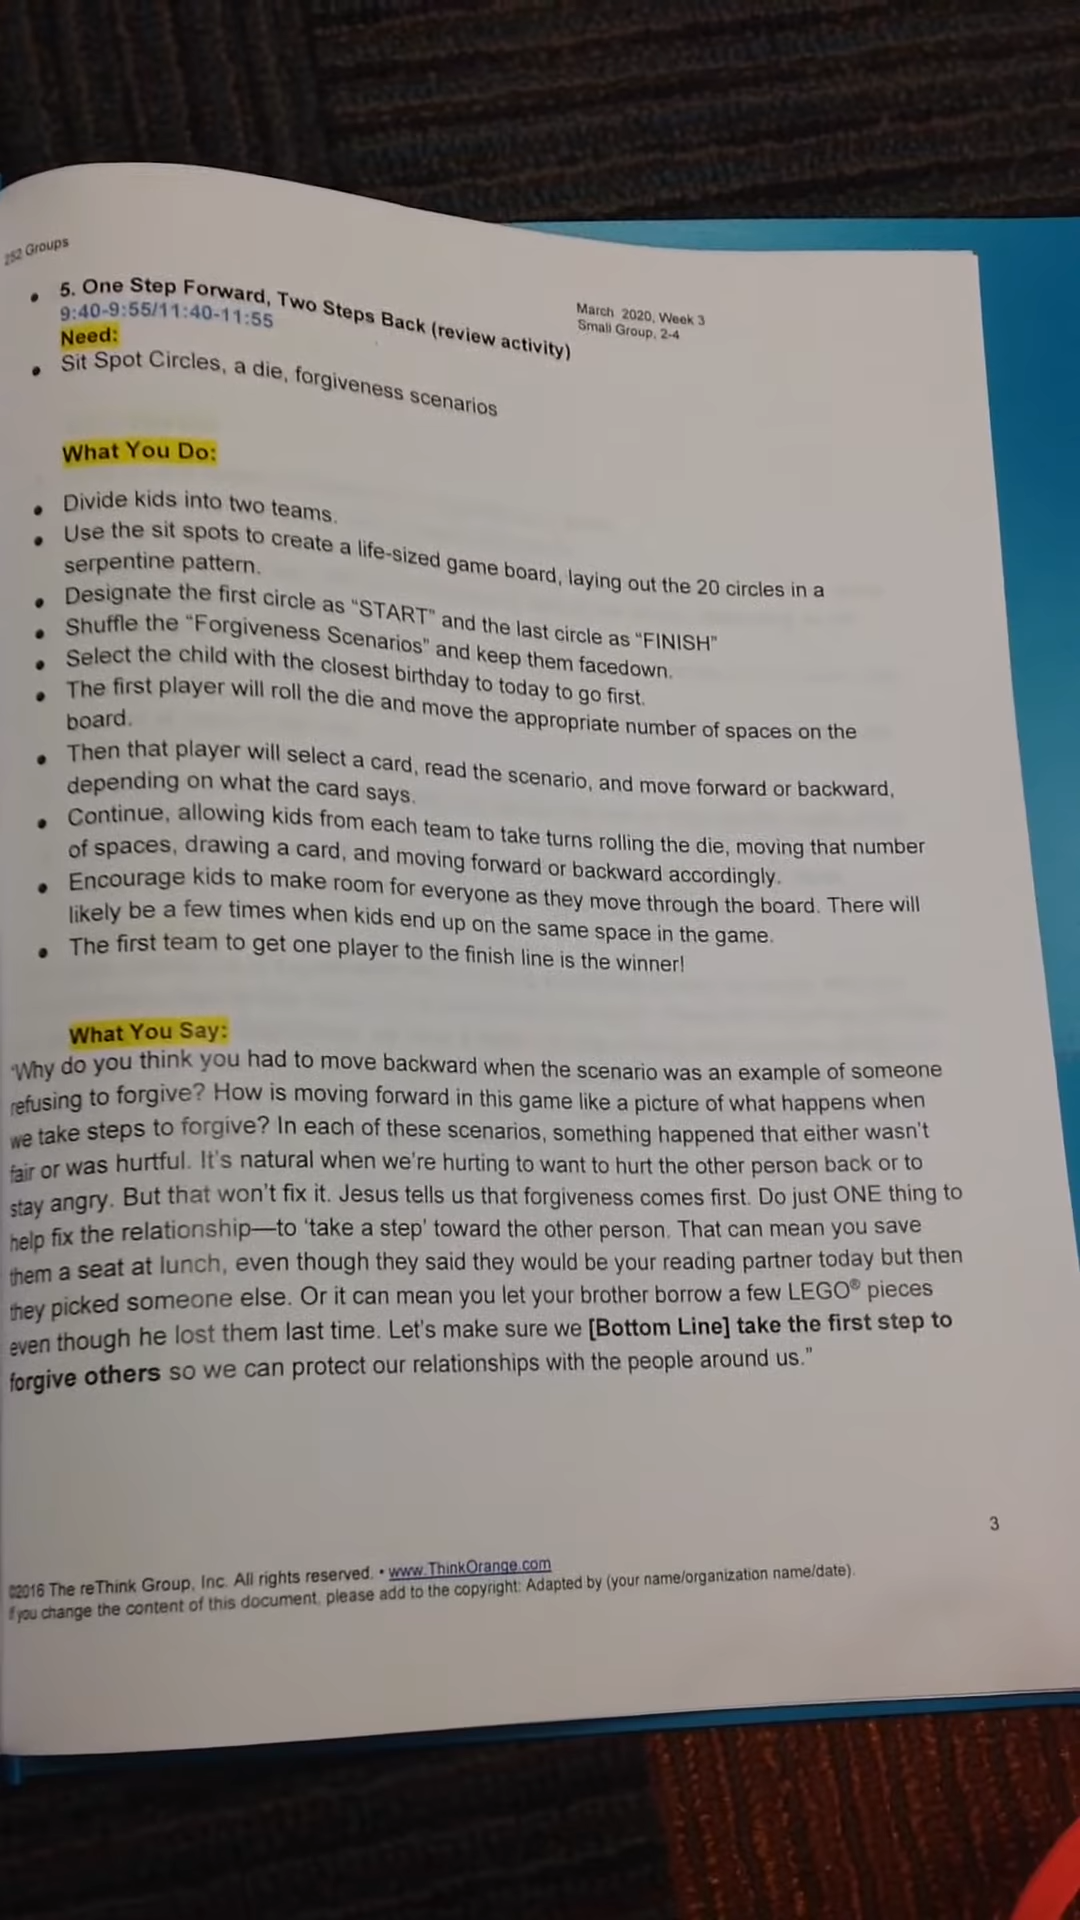 252 Groups
March 2020, Week 3
Small Group, 2-4
• 5. One Step Forward, Two Steps Back (review activity)
9:40-9:55/11:40-11:55
Need:
• Sit Spot Circles, a die, forgiveness scenarios
What You Do:
• Divide kids into two teams.
• Use the sit spots to create a life-sized game board, laying out the 20 circles in a
serpentine pattern.
• Designate the first circle as “START” and the last circle as “FINISH”
• Shuffle the “Forgiveness Scenarios” and keep them facedown.
• Select the child with the closest birthday to today to go first.
• The first player will roll the die and move the appropriate number of spaces on the
board.
• Then that player will select a card, read the scenario, and move forward or backward,
depending on what the card says.
• Continue, allowing kids from each team to take turns rolling the die, moving that number
of spaces, drawing a card, and moving forward or backward accordingly.
• Encourage kids to make room for everyone as they move through the board. There will
likely be a few times when kids end up on the same space in the game.
• The first team to get one player to the finish line is the winner!
What You Say:
“Why do you think you had to move backward when the scenario was an example of someone
refusing to forgive? How is moving forward in this game like a picture of what happens when
we take steps to forgive? In each of these scenarios, something happened that either wasn’t
fair or was hurtful. It’s natural when we’re hurting to want to hurt the other person back or to
stay angry. But that won’t fix it. Jesus tells us that forgiveness comes first. Do just ONE thing to
help fix the relationship—to ‘take a step’ toward the other person. That can mean you save
them a seat at lunch, even though they said they would be your reading partner today but then
they picked someone else. Or it can mean you let your brother borrow a few LEGO® pieces
even though he lost them last time. Let’s make sure we [Bottom Line] take the first step to
forgive others so we can protect our relationships with the people around us.”
3
©2016 The reThink Group, Inc. All rights reserved. • www.ThinkOrange.com
If you change the content of this document, please add to the copyright: Adapted by (your name/organization name/date).